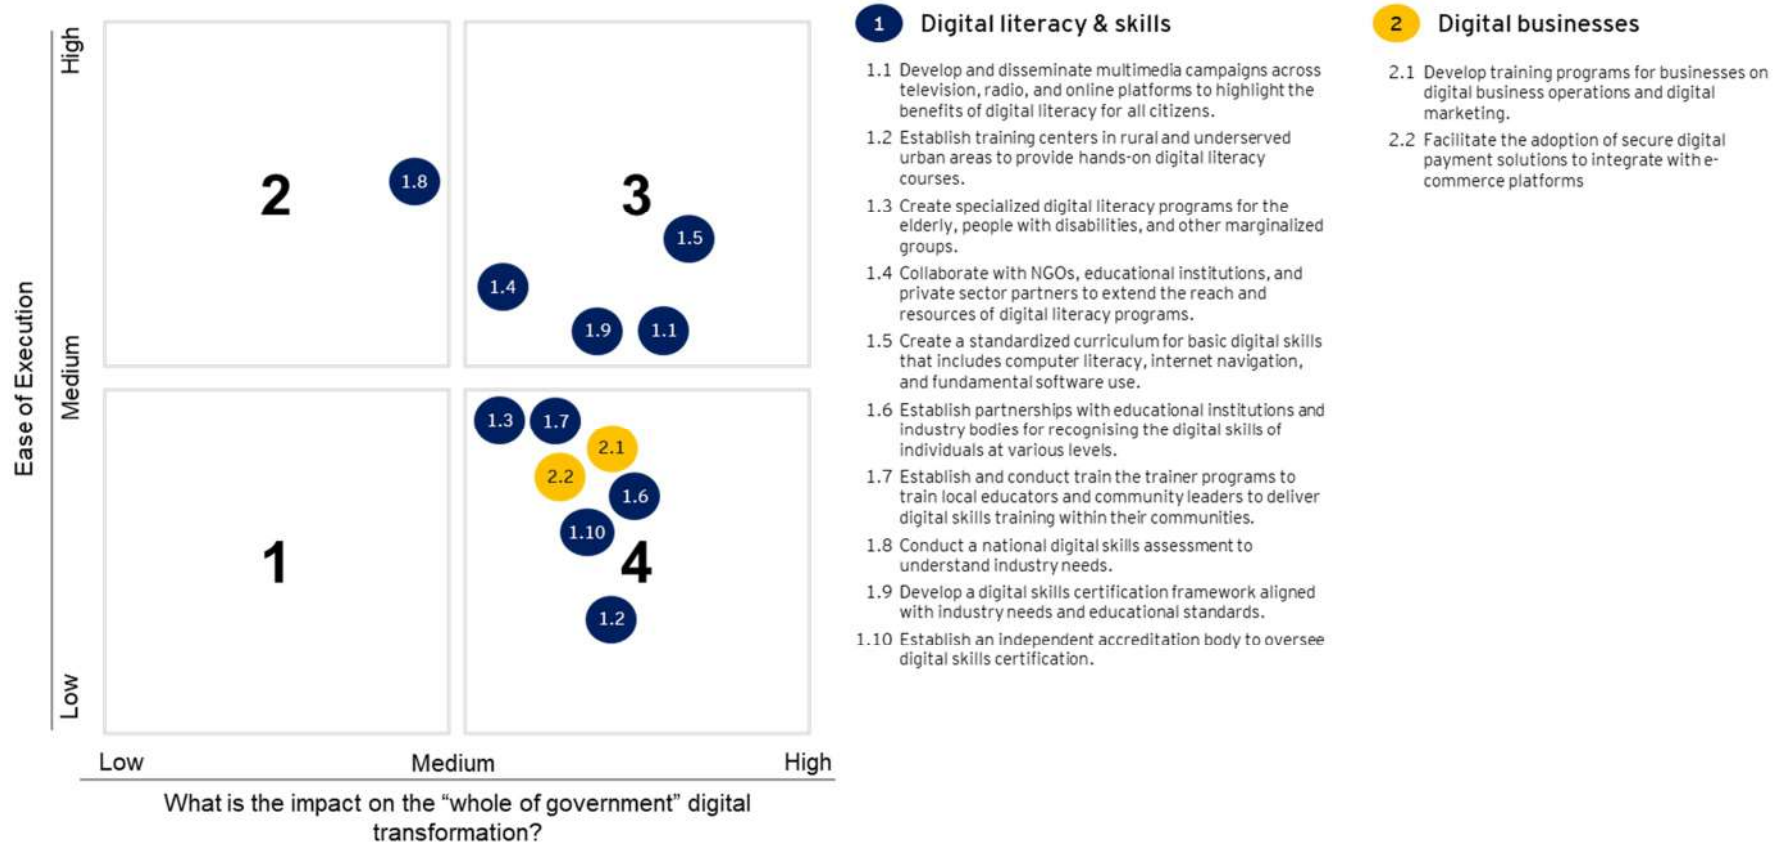 High
Medium
Low
Ease of Execution
2
1.8
3
1.5
1.4
1.9
1.1
1
1.3
1.7
2.1
2.2
1.6
1.10
4
1.2
Low
Medium
High
What is the impact on the “whole of government” digital
transformation?
1 Digital literacy & skills
1.1 Develop and disseminate multimedia campaigns across
television, radio, and online platforms to highlight the
benefits of digital literacy for all citizens.
1.2 Establish training centers in rural and underserved
urban areas to provide hands-on digital literacy
courses.
1.3 Create specialized digital literacy programs for the
elderly, people with disabilities, and other marginalized
groups.
1.4 Collaborate with NGOs, educational institutions, and
private sector partners to extend the reach and
resources of digital literacy programs.
1.5 Create a standardized curriculum for basic digital skills
that includes computer literacy, internet navigation,
and fundamental software use.
1.6 Establish partnerships with educational institutions and
industry bodies for recognising the digital skills of
individuals at various levels.
1.7 Establish and conduct train the trainer programs to
train local educators and community leaders to deliver
digital skills training within their communities.
1.8 Conduct a national digital skills assessment to
understand industry needs.
1.9 Develop a digital skills certification framework aligned
with industry needs and educational standards.
1.10 Establish an independent accreditation body to oversee
digital skills certification.
2 Digital businesses
2.1 Develop training programs for businesses on
digital business operations and digital
marketing.
2.2 Facilitate the adoption of secure digital
payment solutions to integrate with e-
commerce platforms